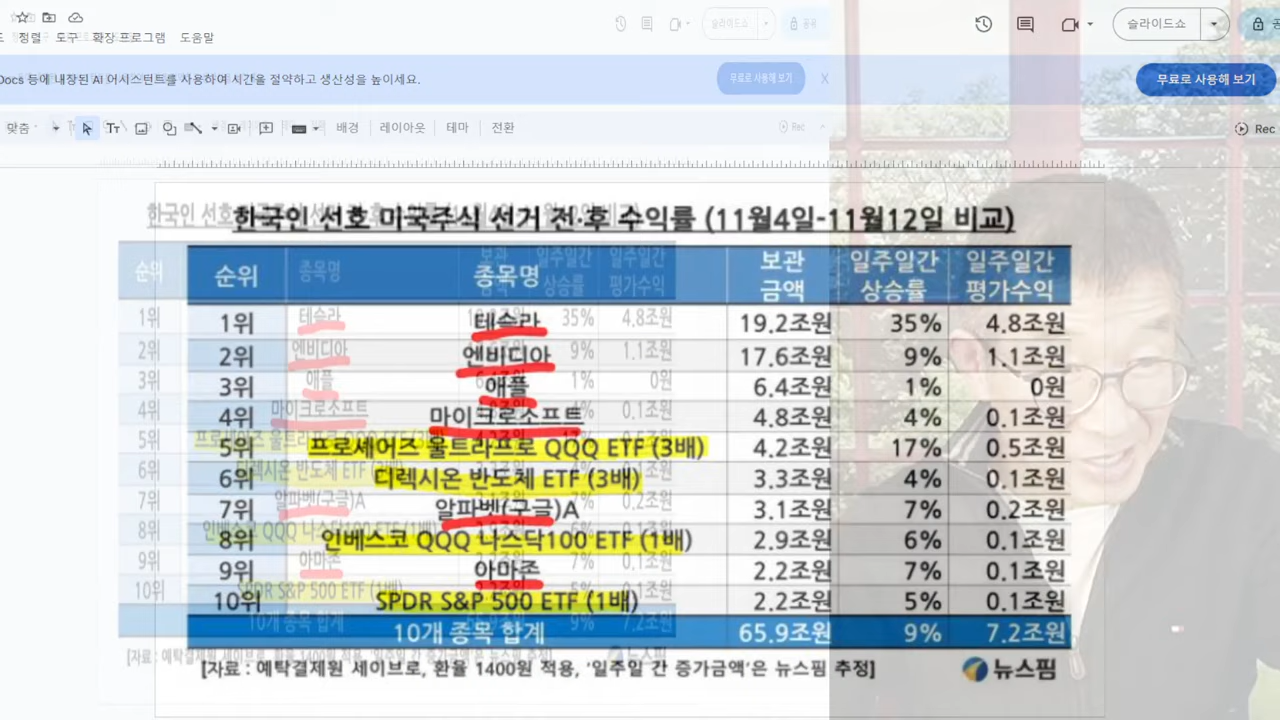 슬라이드쇼
정렬 도구 확장 프로그램 도움말
Docs 등에 내장된 AI 어시스턴트를 사용하여 시간을 절약하고 생산성을 높이세요.
무료로 사용해 보기
무료로 사용해 보기
맞춤 배경 레이아웃 테마 전환
Rec
Rec
한국인 선호 미국주식 선거 전·후 수익률 (11월4일-11월12일 비교)
순위 종목명 보관 금액 일주일간 상승률 일주일간 평가수익
1위 테슬라 19.2조원 35% 4.8조원
2위 엔비디아 17.6조원 9% 1.1조원
3위 애플 6.4조원 1% 0원
4위 마이크로소프트 4.8조원 4% 0.1조원
5위 프로셰어즈 울트라프로 QQQ ETF (3배) 4.2조원 17% 0.5조원
6위 디렉시온 반도체 ETF (3배) 3.3조원 4% 0.1조원
7위 알파벳(구글)A 3.1조원 7% 0.2조원
8위 인베스코 QQQ 나스닥100 ETF (1배) 2.9조원 6% 0.1조원
9위 아마존 2.2조원 7% 0.1조원
10위 SPDR S&P 500 ETF (1배) 2.2조원 5% 0.1조원
10개 종목 합계 65.9조원 9% 7.2조원
[자료 : 예탁결제원 세이브로, 환율 1400원 적용, '일주일 간 증가금액'은 뉴스핌 추정]
뉴스핌